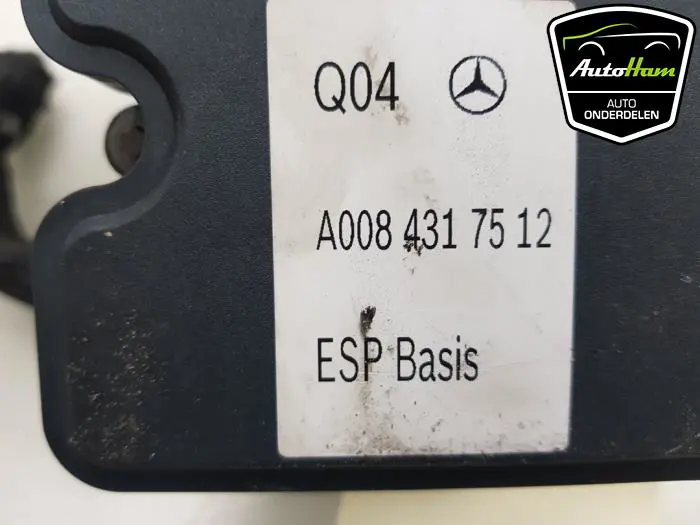 Q04
A008 431 75 12
ESP Basis
AutoHam
AUTO
ONDERDELEN